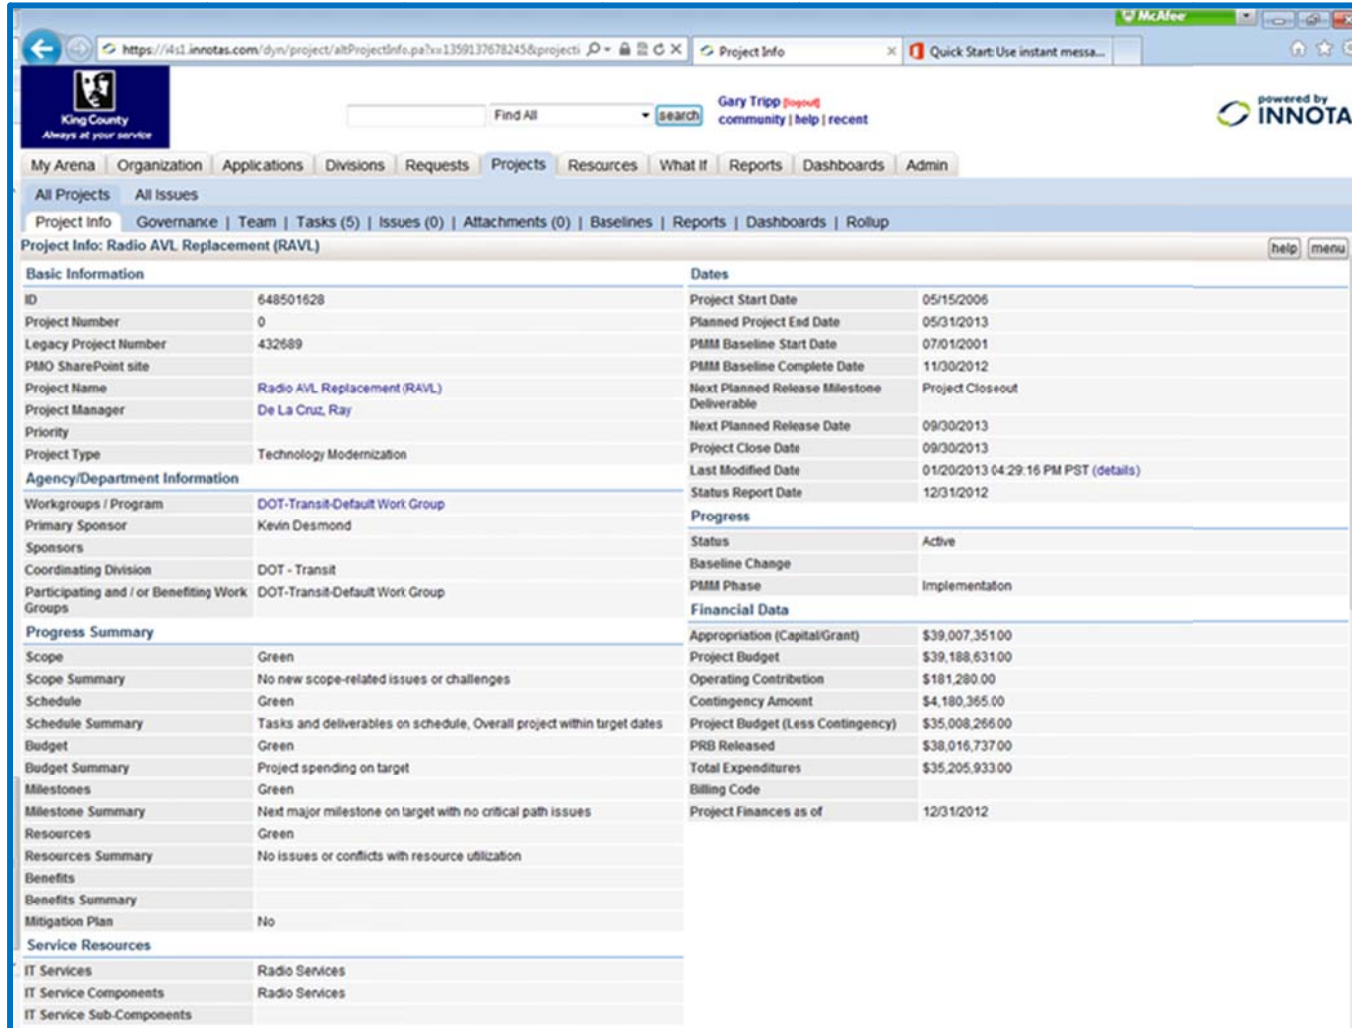 McAfee
https://i4s1.innotas.com/dyn/project/altProjectInfo.pa?xu=1359137678245&projecti
Project Info
Quick Start: Use instant messa...
King County
Always at your service
Find All
search
Gary Tripp [logout]
community | help | recent
powered by
INNOTA
My Arena Organization Applications Divisions Requests Projects Resources What If Reports Dashboards Admin
All Projects All Issues
Project Info Governance | Team | Tasks (5) | Issues (0) | Attachments (0) | Baselines | Reports | Dashboards | Rollup
Project Info: Radio AVL Replacement (RAVL)
help menu
Basic Information
ID 648501628
Project Number 0
Legacy Project Number 432689
PMO SharePoint site
Project Name Radio AVL Replacement (RAVL)
Project Manager De La Cruz, Ray
Priority
Project Type Technology Modernization
Agency/Department Information
Workgroups / Program DOT-Transit-Default Work Group
Primary Sponsor Kevin Desmond
Sponsors
Coordinating Division DOT - Transit
Participating and / or Benefiting Work DOT-Transit-Default Work Group
Groups
Progress Summary
Scope Green
Scope Summary No new scope-related issues or challenges
Schedule Green
Schedule Summary Tasks and deliverables on schedule, Overall project within target dates
Budget Green
Budget Summary Project spending on target
Milestones Green
Milestone Summary Next major milestone on target with no critical path issues
Resources Green
Resources Summary No issues or conflicts with resource utilization
Benefits
Benefits Summary
Mitigation Plan No
Service Resources
IT Services Radio Services
IT Service Components Radio Services
IT Service Sub-Components
Dates
Project Start Date 05/15/2006
Planned Project End Date 05/31/2013
PMM Baseline Start Date 07/01/2001
PMM Baseline Complete Date 11/30/2012
Next Planned Release Milestone Project Closeout
Deliverable
Next Planned Release Date 09/30/2013
Project Close Date 09/30/2013
Last Modified Date 01/20/2013 04:29:16 PM PST (details)
Status Report Date 12/31/2012
Progress
Status Active
Baseline Change
PMM Phase Implementation
Financial Data
Appropriation (Capital/Grant) $39,007,351.00
Project Budget $39,188,631.00
Operating Contribution $181,280.00
Contingency Amount $4,180,365.00
Project Budget (Less Contingency) $35,008,266.00
PRB Released $38,016,737.00
Total Expenditures $35,205,933.00
Billing Code
Project Finances as of 12/31/2012